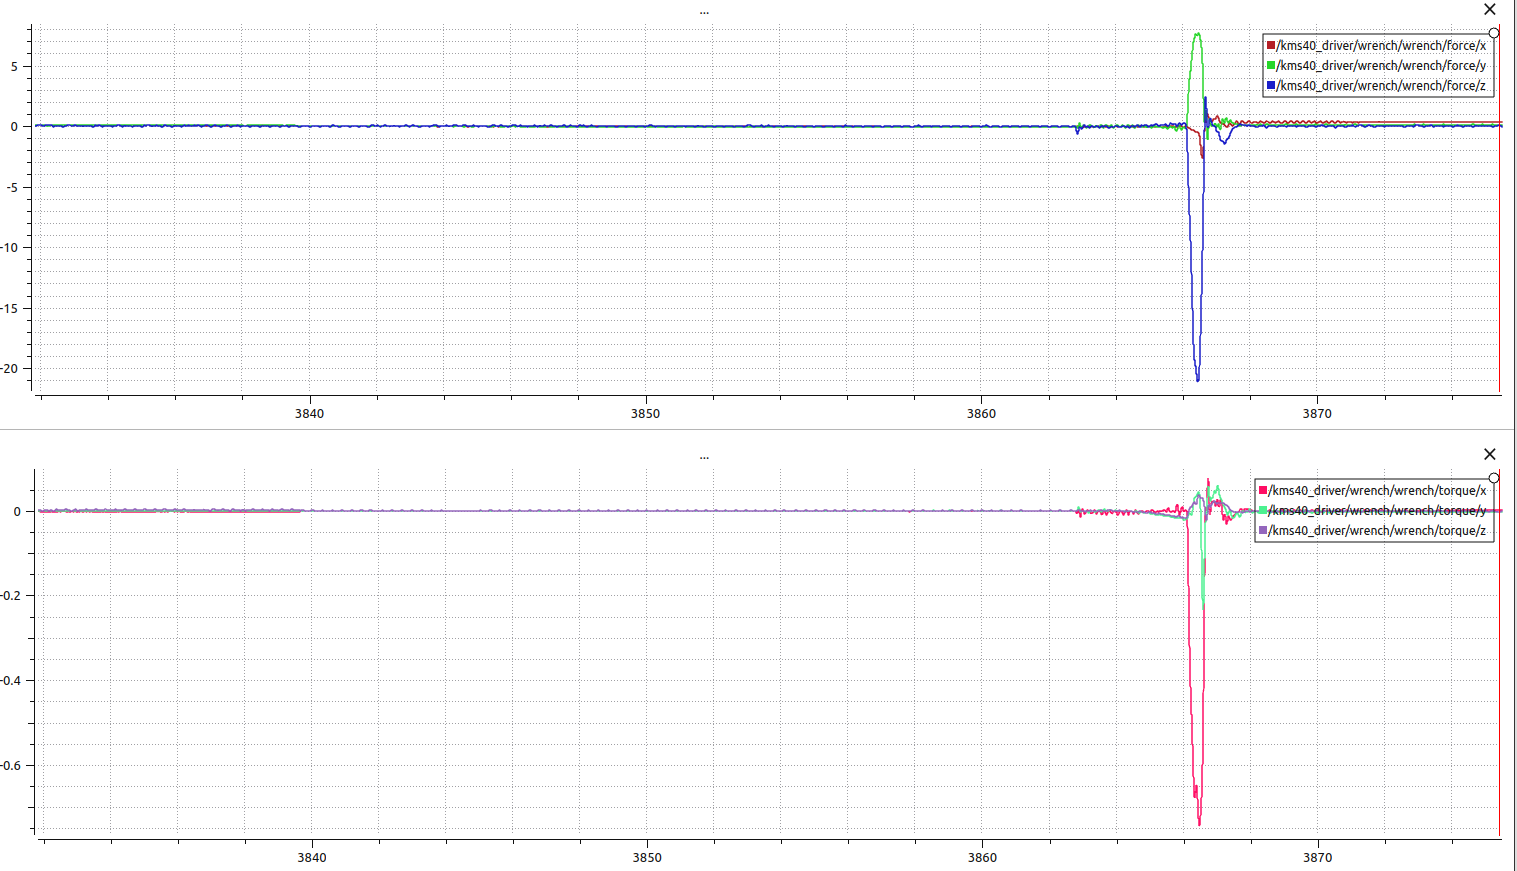 ...
/kms40_driver/wrench/wrench/force/x
/kms40_driver/wrench/wrench/force/y
/kms40_driver/wrench/wrench/force/z
5
0
-5
-10
-15
-20
3840 3850 3860 3870
...
/kms40_driver/wrench/wrench/torque/x
/kms40_driver/wrench/wrench/torque/y
/kms40_driver/wrench/wrench/torque/z
0
-0.2
-0.4
-0.6
3840 3850 3860 3870